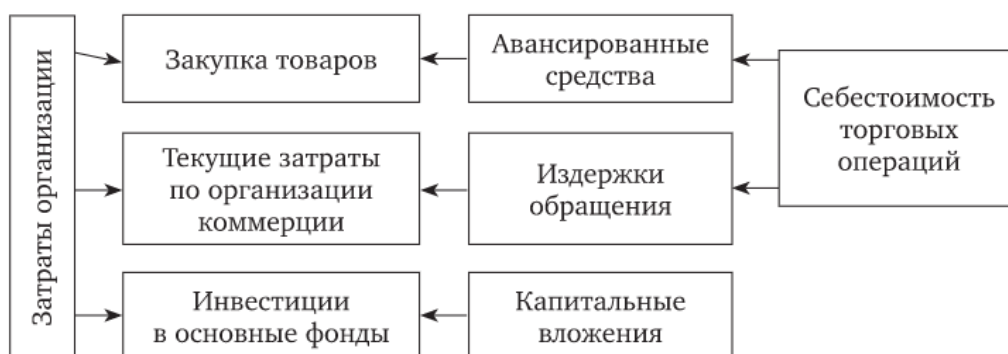 Затраты организации
Закупка товаров
Авансированные
средства
Себестоимость
торговых
операций
Текущие затраты
по организации
коммерции
Издержки
обращения
Инвестиции
в основные фонды
Капитальные
вложения